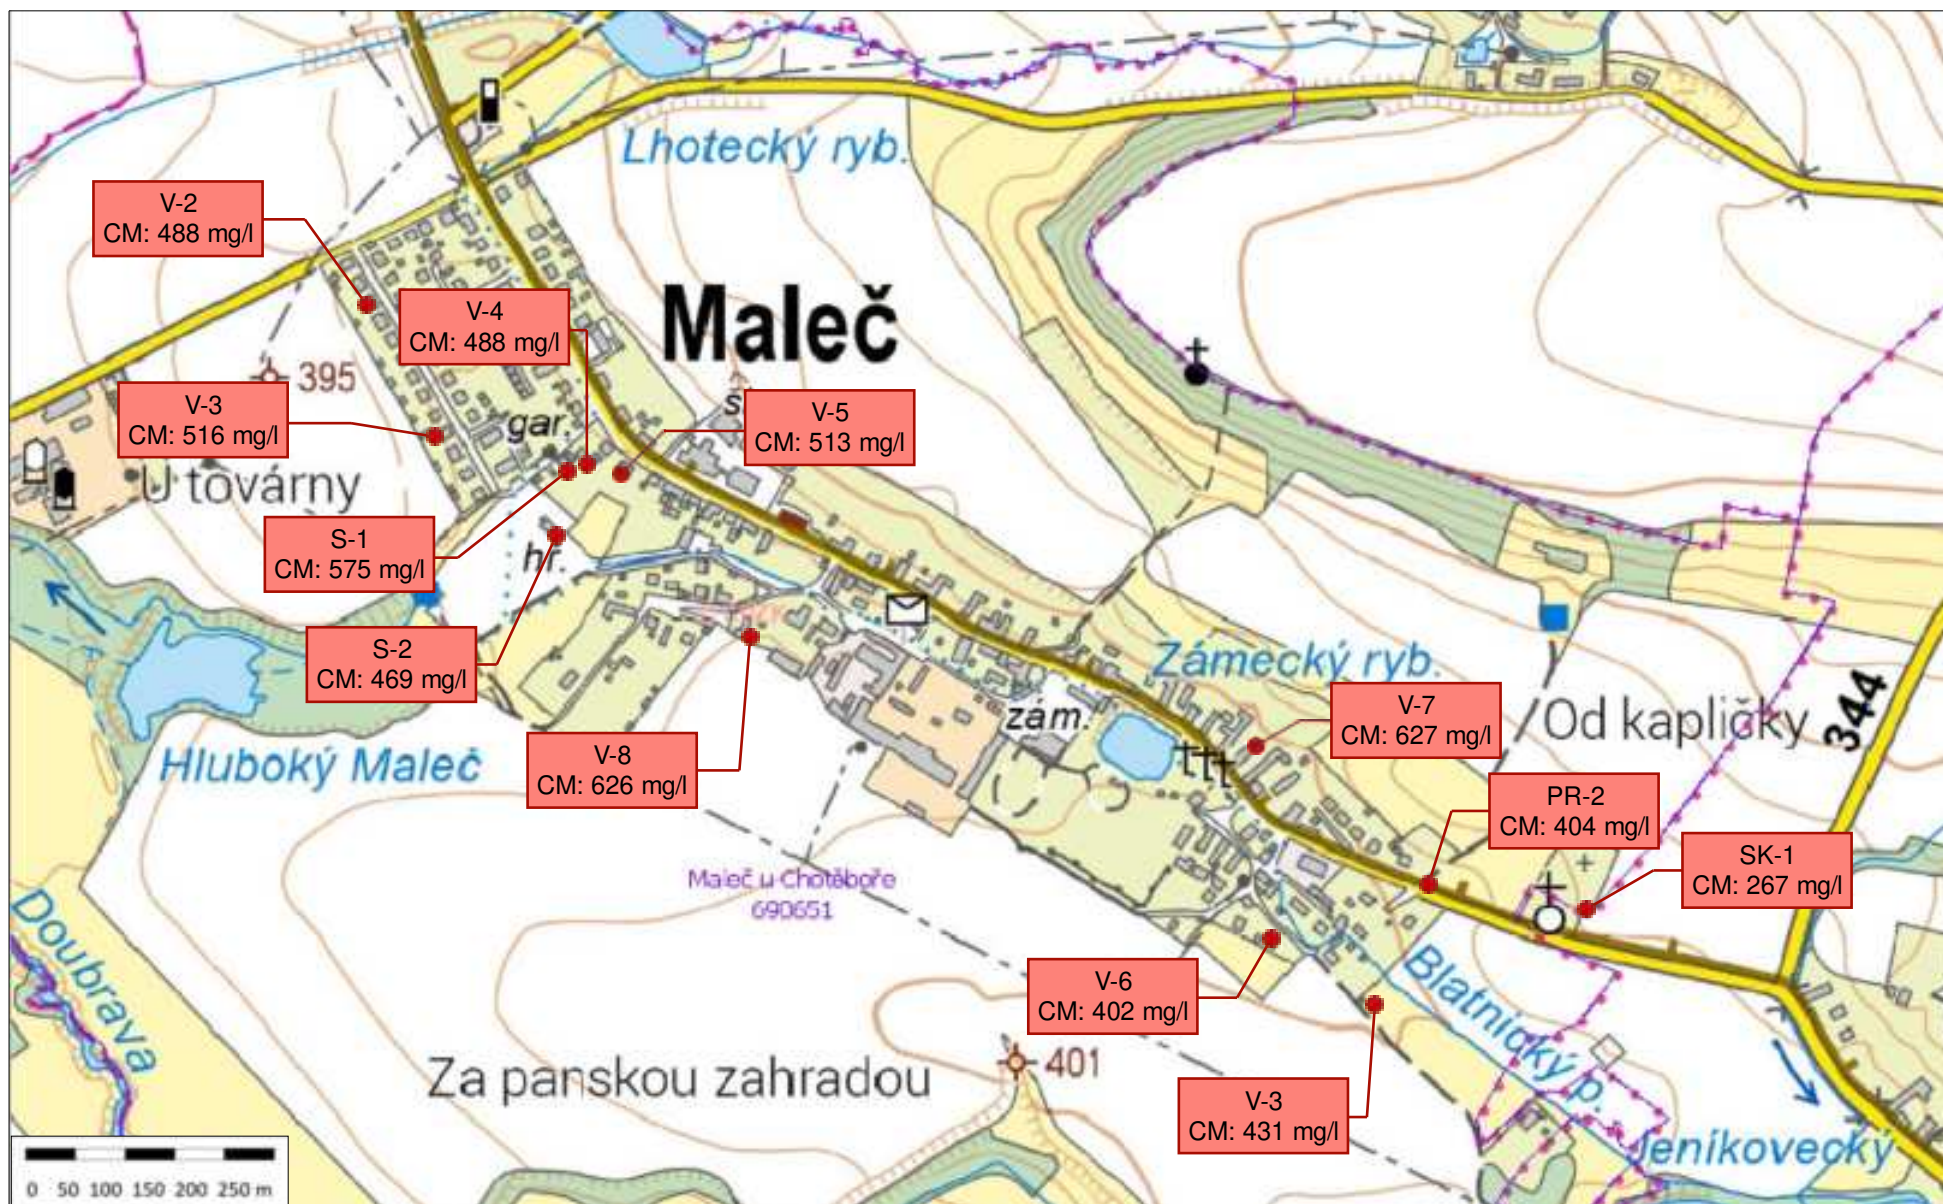 Lhotecký ryb.
V-2
CM: 488 mg/l
V-4
CM: 488 mg/l
Maleč
395
V-3
CM: 516 mg/l
gar.
V-5
CM: 513 mg/l
U továrny
S-1
CM: 575 mg/l
hř.
S-2
CM: 469 mg/l
Zámecký ryb.
V-7
CM: 627 mg/l
Od kapličky
344
zám.
Hluboký Maleč
V-8
CM: 626 mg/l
PR-2
CM: 404 mg/l
SK-1
CM: 267 mg/l
Maleč u Chotěboře
690651
Doubrava
V-6
CM: 402 mg/l
Blatnický p.
Za panskou zahradou
401
V-3
CM: 431 mg/l
Jeníkovecký
0 50 100 150 200 250 m